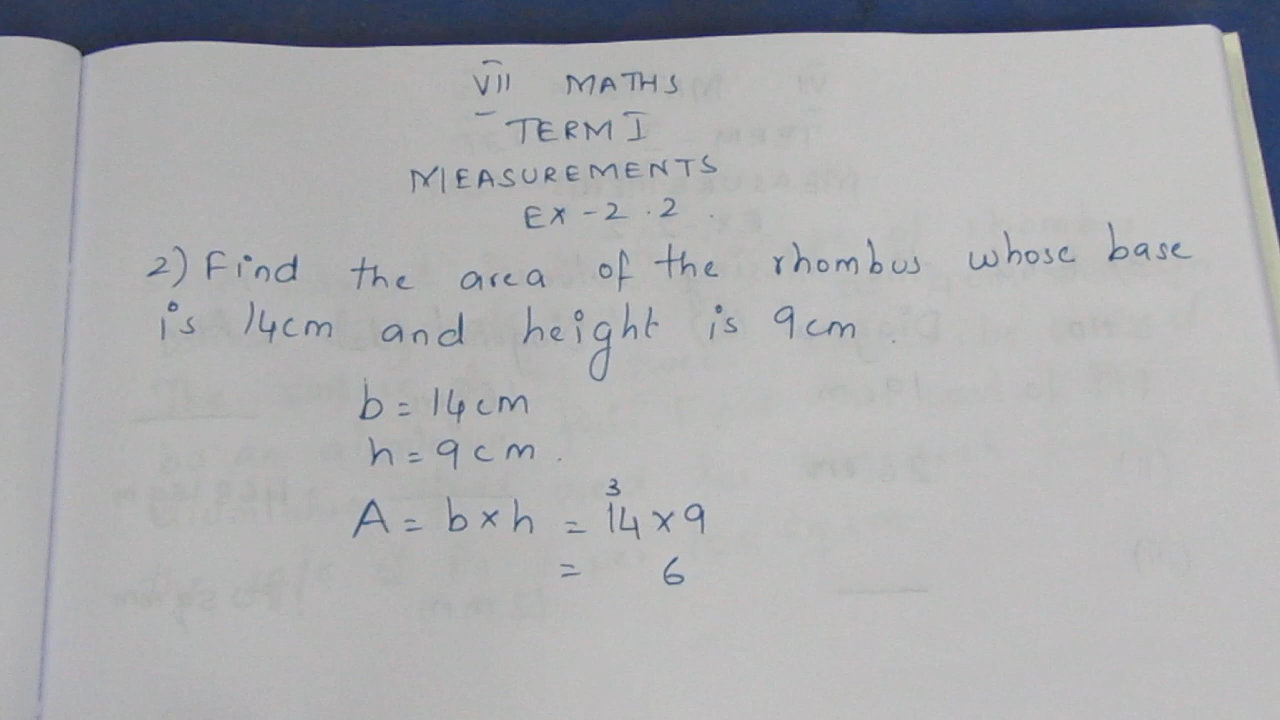 VII MATHS
TERM I
MEASUREMENTS
EX - 2.2.
2) Find the area of the rhombus whose base
is 14cm and height is 9cm.
b = 14cm
h = 9cm.
3
A = b x h = 14 x 9
= 6